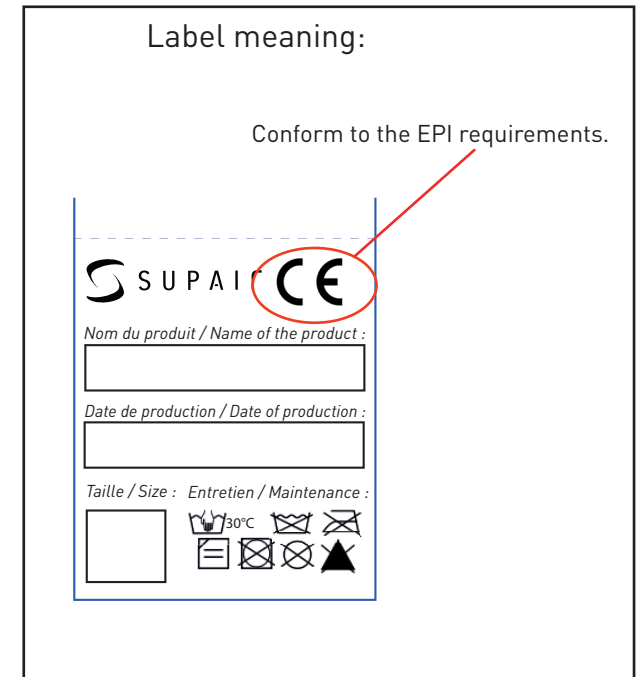 Label meaning:
Conform to the EPI requirements.
SUPAIR CE
Nom du produit / Name of the product :
Date de production / Date of production :
Taille / Size : Entretien / Maintenance :
30°C